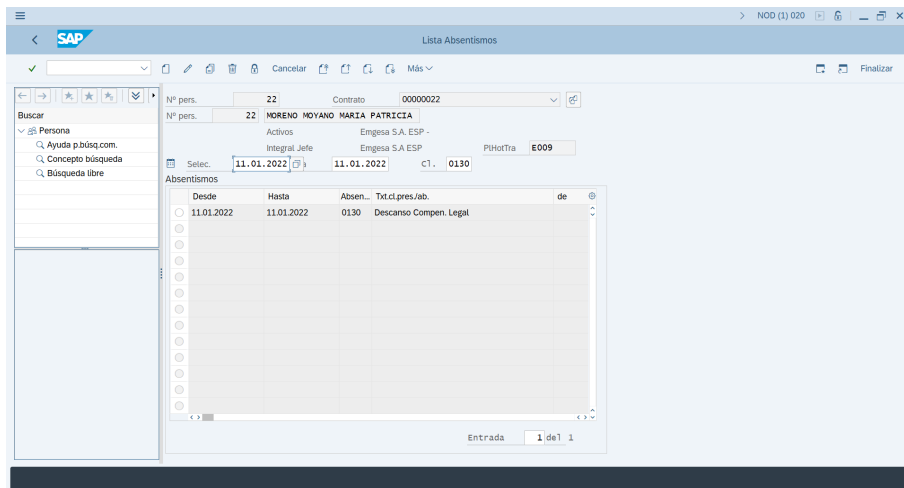 NOD (1) 020
SAP
Lista Absentismos
Cancelar
Más
Finalizar
Nº pers. 22 Contrato 00000022
Buscar
Nº pers. 22 MORENO MOYANO MARIA PATRICIA
Persona
Activos Emgesa S.A. ESP -
Ayuda p.búsq.com.
Integral Jefe Emgesa S.A ESP PlHotTra E009
Concepto búsqueda
Selec. 11.01.2022 11.01.2022 Cl. 0130
Búsqueda libre
Absentismos
Desde Hasta Absen... Txt.cl.pres./ab. de
11.01.2022 11.01.2022 0130 Descanso Compen. Legal
Entrada 1 del 1